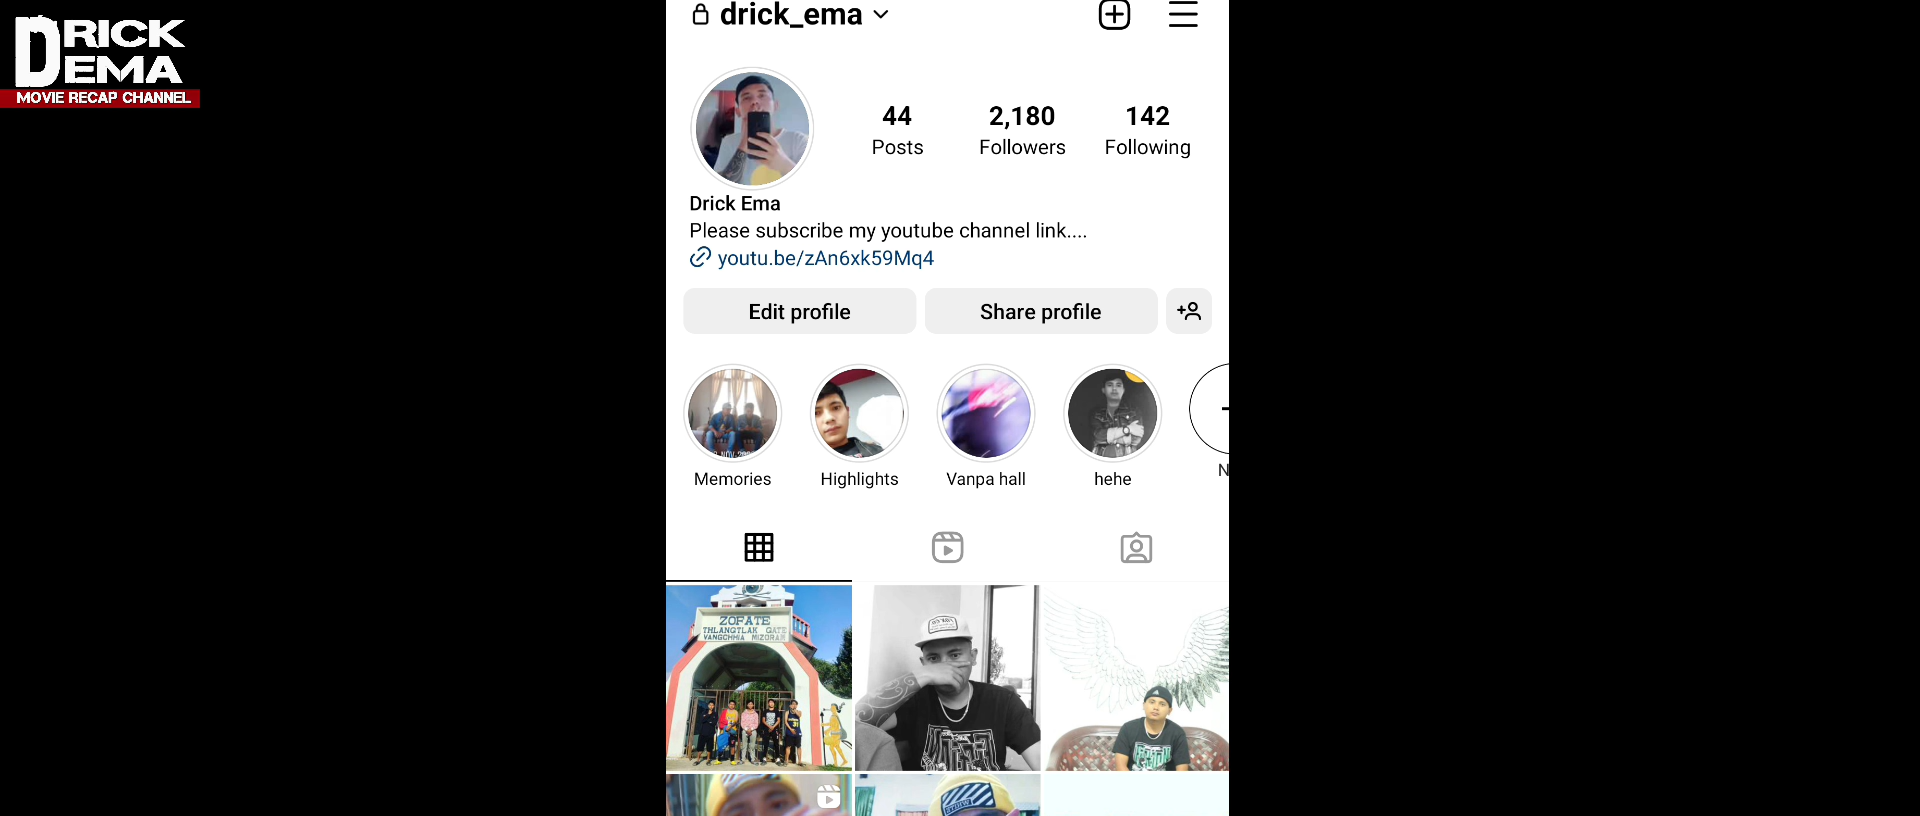 DRICK
EMA
MOVIE RECAP CHANNEL
drick_ema
44
Posts
2,180
Followers
142
Following
Drick Ema
Please subscribe my youtube channel link....
youtu.be/zAn6xk59Mq4
Edit profile
Share profile
Memories
Highlights
Vanpa hall
hehe
ZOFATE
THLANGTLAK GATE
VANGCHHIA MIZORAM